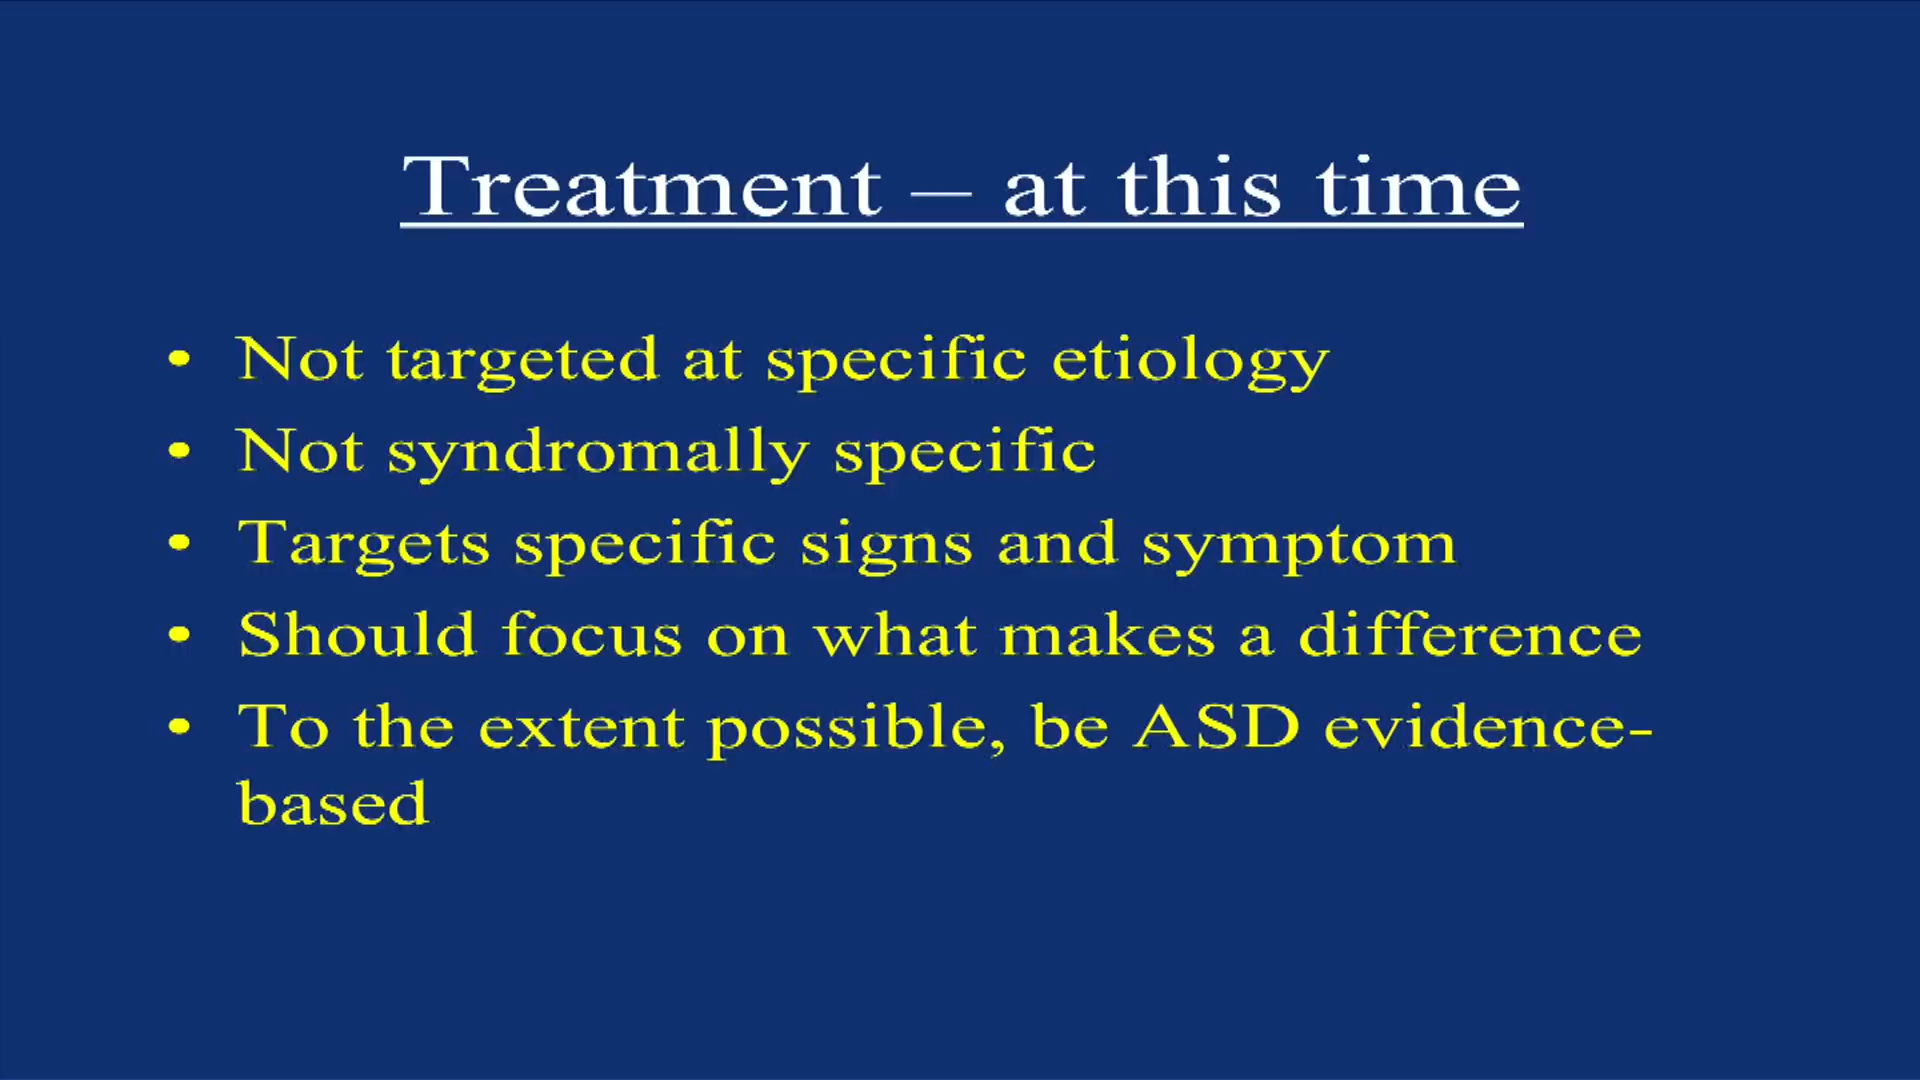 Treatment – at this time
• Not targeted at specific etiology
• Not syndromally specific
• Targets specific signs and symptom
• Should focus on what makes a difference
• To the extent possible, be ASD evidence-
based